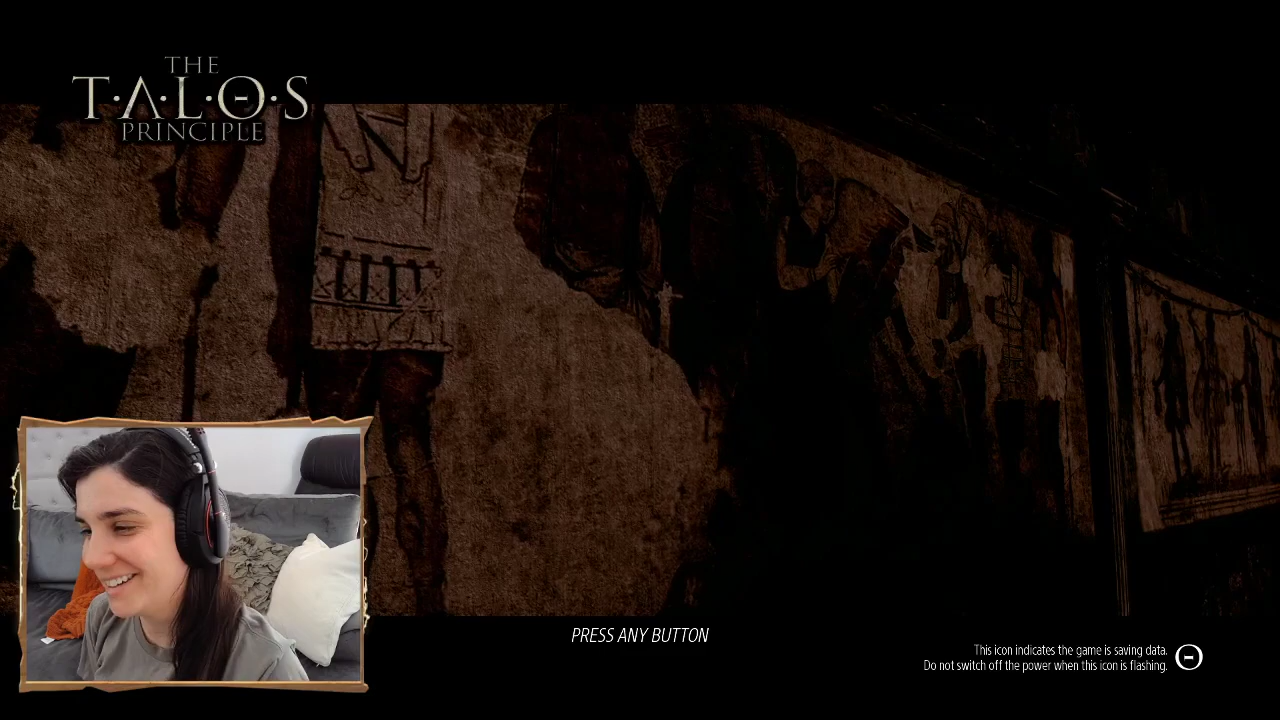 THE
T·A·L·O·S
PRINCIPLE
PRESS ANY BUTTON
This icon indicates the game is saving data.
Do not switch off the power when this icon is flashing.